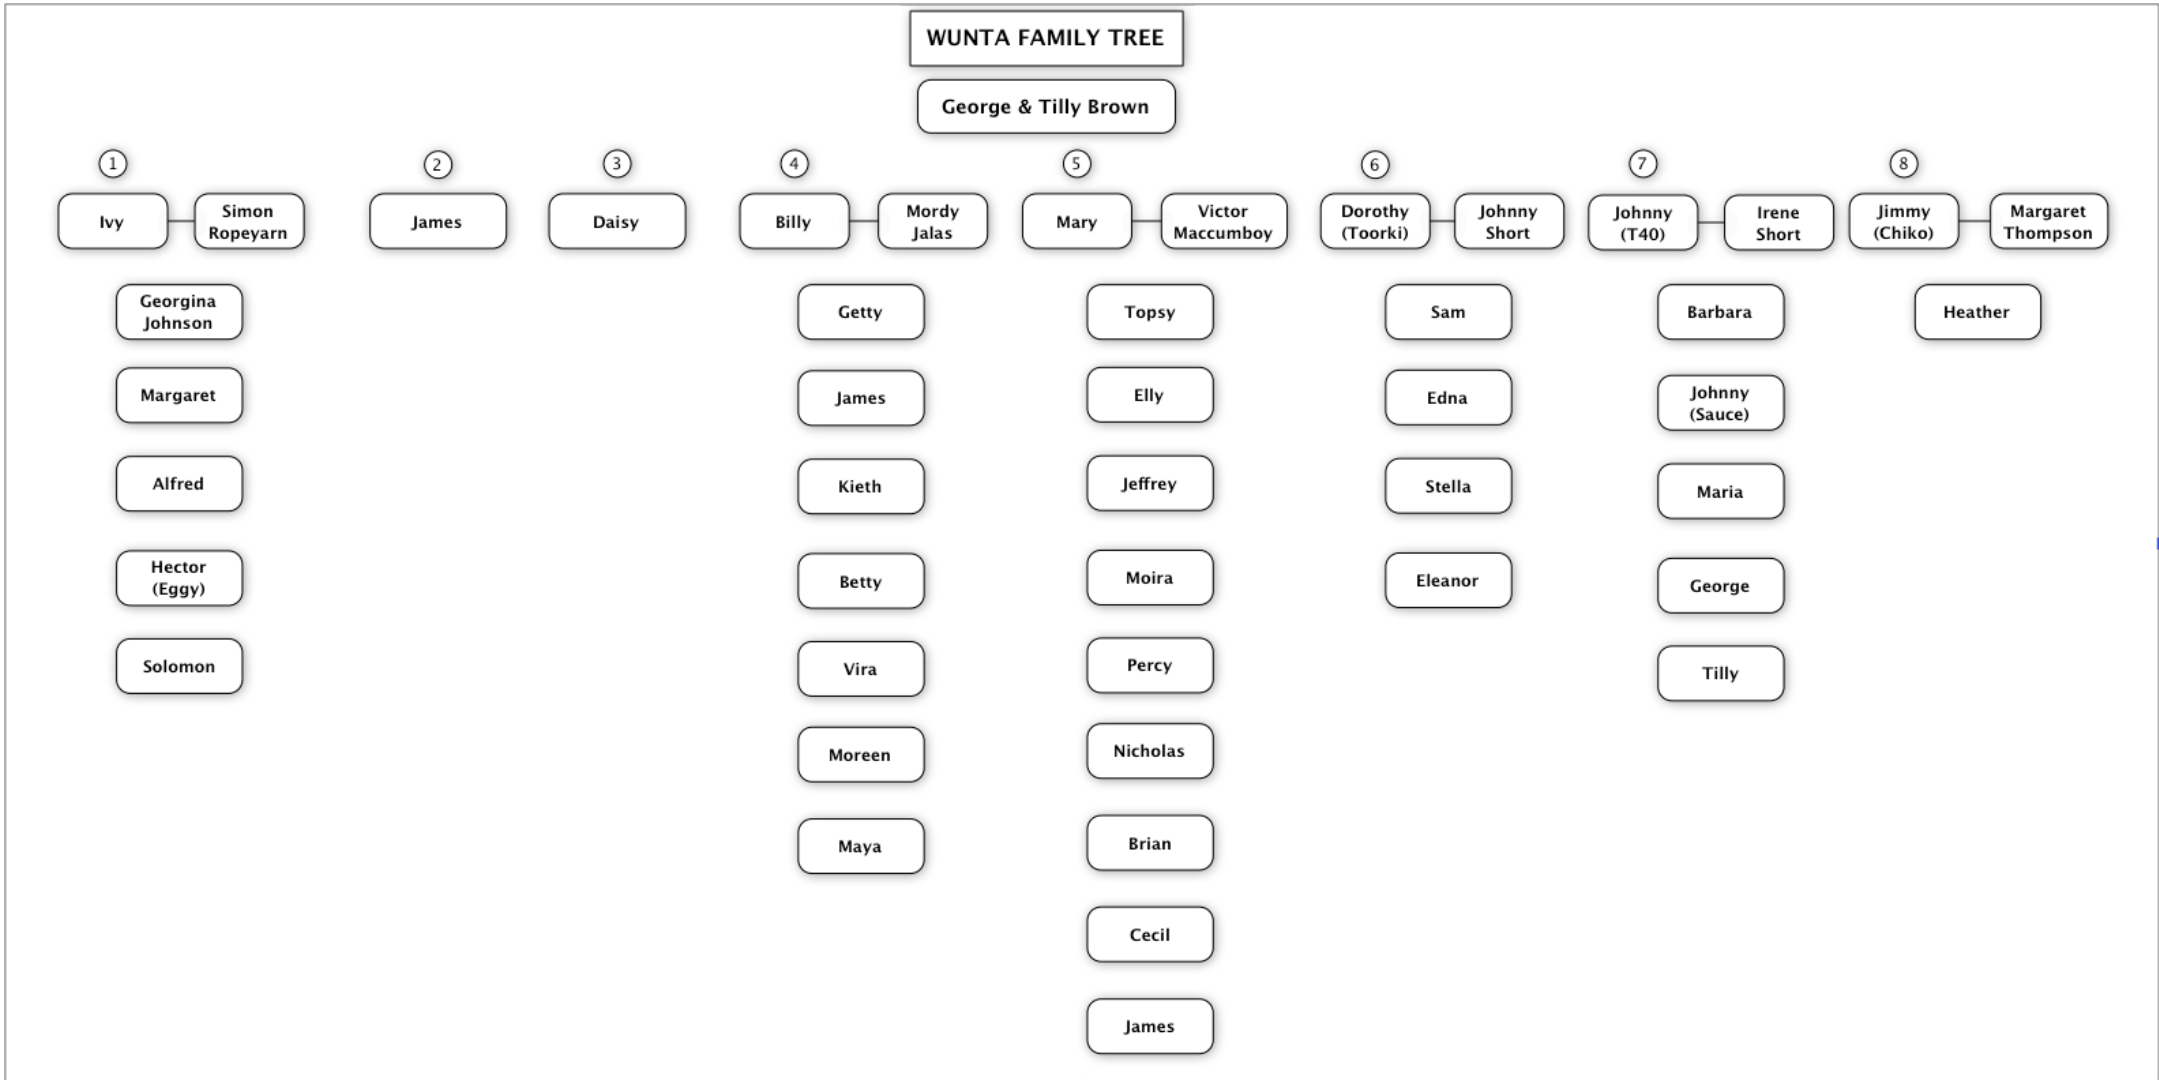 WUNTA FAMILY TREE
George & Tilly Brown
1
2
3
4
5
6
7
8
Ivy
Simon
Ropeyarn
James
Daisy
Billy
Mordy
Jalas
Mary
Victor
Maccumboy
Dorothy
(Toorki)
Johnny
Short
Johnny
(T40)
Irene
Short
Jimmy
(Chiko)
Margaret
Thompson
Georgina
Johnson
Margaret
Alfred
Hector
(Eggy)
Solomon
Getty
James
Kieth
Betty
Vira
Moreen
Maya
Topsy
Elly
Jeffrey
Moira
Percy
Nicholas
Brian
Cecil
James
Sam
Edna
Stella
Eleanor
Barbara
Johnny
(Sauce)
Maria
George
Tilly
Heather